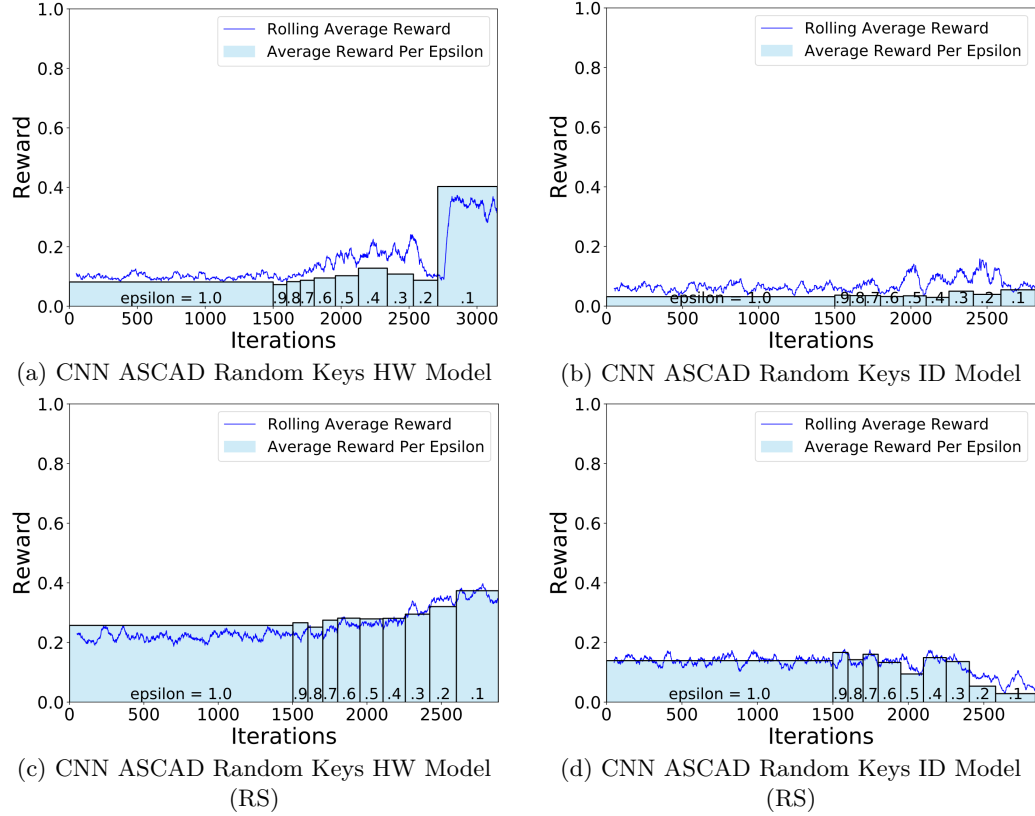 1.0
Rolling Average Reward
Average Reward Per Epsilon
0.8
0.6
Reward
0.4
0.2
epsilon = 1.0 .9 .8 .7 .6 .5 .4 .3 .2 .1
0.0
0 500 1000 1500 2000 2500 3000
Iterations
(a) CNN ASCAD Random Keys HW Model
1.0
Rolling Average Reward
Average Reward Per Epsilon
0.8
0.6
Reward
0.4
0.2
epsilon = 1.0 .9 .8 .7 .6 .5 .4 .3 .2 .1
0.0
0 500 1000 1500 2000 2500
Iterations
(b) CNN ASCAD Random Keys ID Model
1.0
Rolling Average Reward
Average Reward Per Epsilon
0.8
0.6
Reward
0.4
0.2
epsilon = 1.0 .9 .8 .7 .6 .5 .4 .3 .2 .1
0.0
0 500 1000 1500 2000 2500
Iterations
(c) CNN ASCAD Random Keys HW Model
(RS)
1.0
Rolling Average Reward
Average Reward Per Epsilon
0.8
0.6
Reward
0.4
0.2
epsilon = 1.0 .9 .8 .7 .6 .5 .4 .3 .2 .1
0.0
0 500 1000 1500 2000 2500
Iterations
(d) CNN ASCAD Random Keys ID Model
(RS)